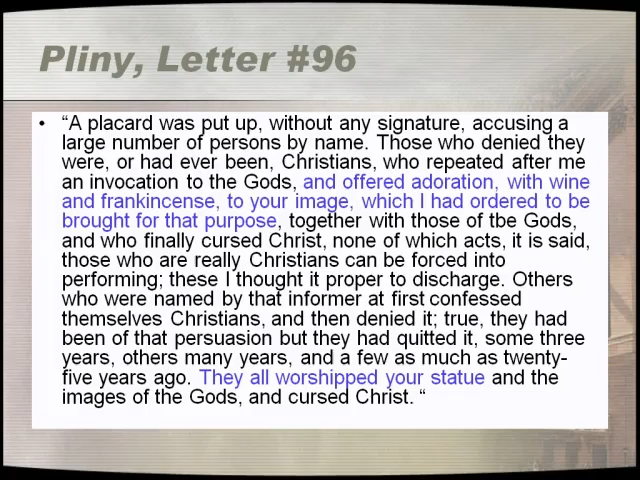 Pliny, Letter #96
• “A placard was put up, without any signature, accusing a
large number of persons by name. Those who denied they
were, or had ever been, Christians, who repeated after me
an invocation to the Gods, and offered adoration, with wine
and frankincense, to your image, which I had ordered to be
brought for that purpose, together with those of tbe Gods,
and who finally cursed Christ, none of which acts, it is said,
those who are really Christians can be forced into
performing; these I thought it proper to discharge. Others
who were named by that informer at first confessed
themselves Christians, and then denied it; true, they had
been of that persuasion but they had quitted it, some three
years, others many years, and a few as much as twenty-
five years ago. They all worshipped your statue and the
images of the Gods, and cursed Christ. “